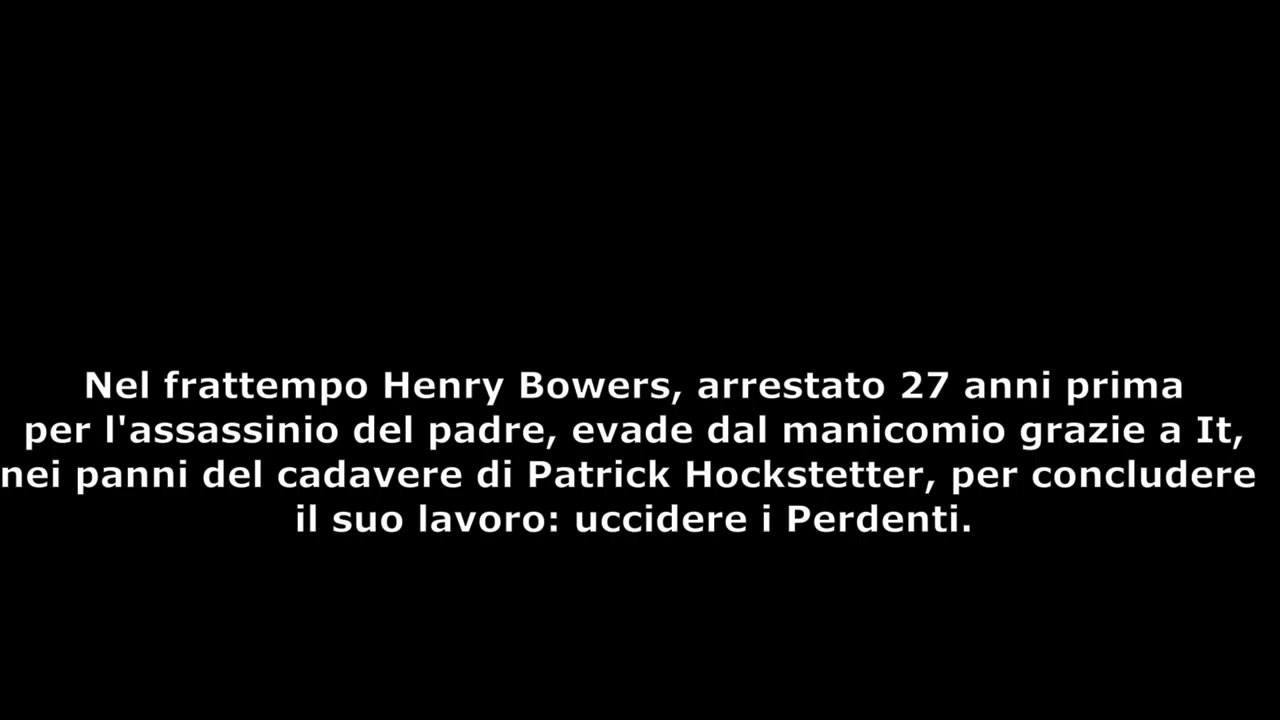 Nel frattempo Henry Bowers, arrestato 27 anni prima
per l'assassinio del padre, evade dal manicomio grazie a It,
nei panni del cadavere di Patrick Hockstetter, per concludere
il suo lavoro: uccidere i Perdenti.